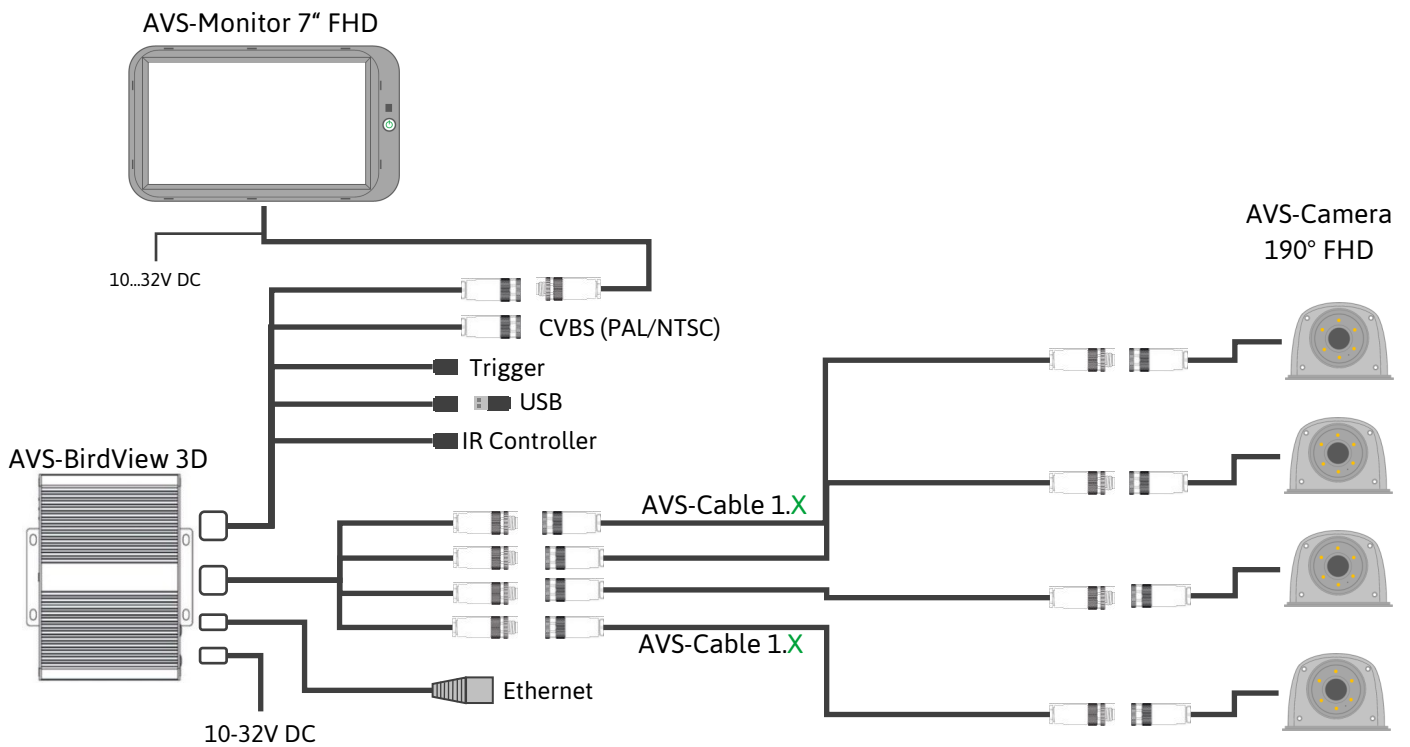 AVS-Monitor 7“ FHD
10...32V DC
AVS-Camera
190° FHD
CVBS (PAL/NTSC)
Trigger
USB
IR Controller
AVS-BirdView 3D
AVS-Cable 1.X
AVS-Cable 1.X
Ethernet
10-32V DC